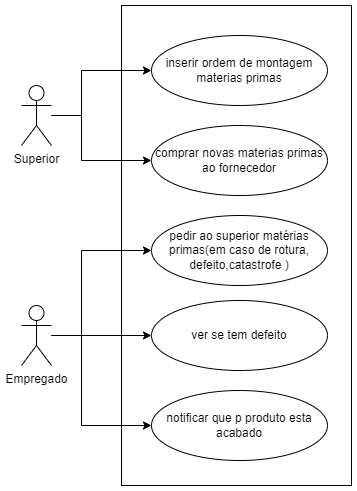 inserir ordem de montagem
materias primas
Superior
comprar novas materias primas
ao fornecedor
pedir ao superior matérias
primas(em caso de rotura,
defeito,catastrofe )
ver se tem defeito
Empregado
notificar que p produto esta
acabado